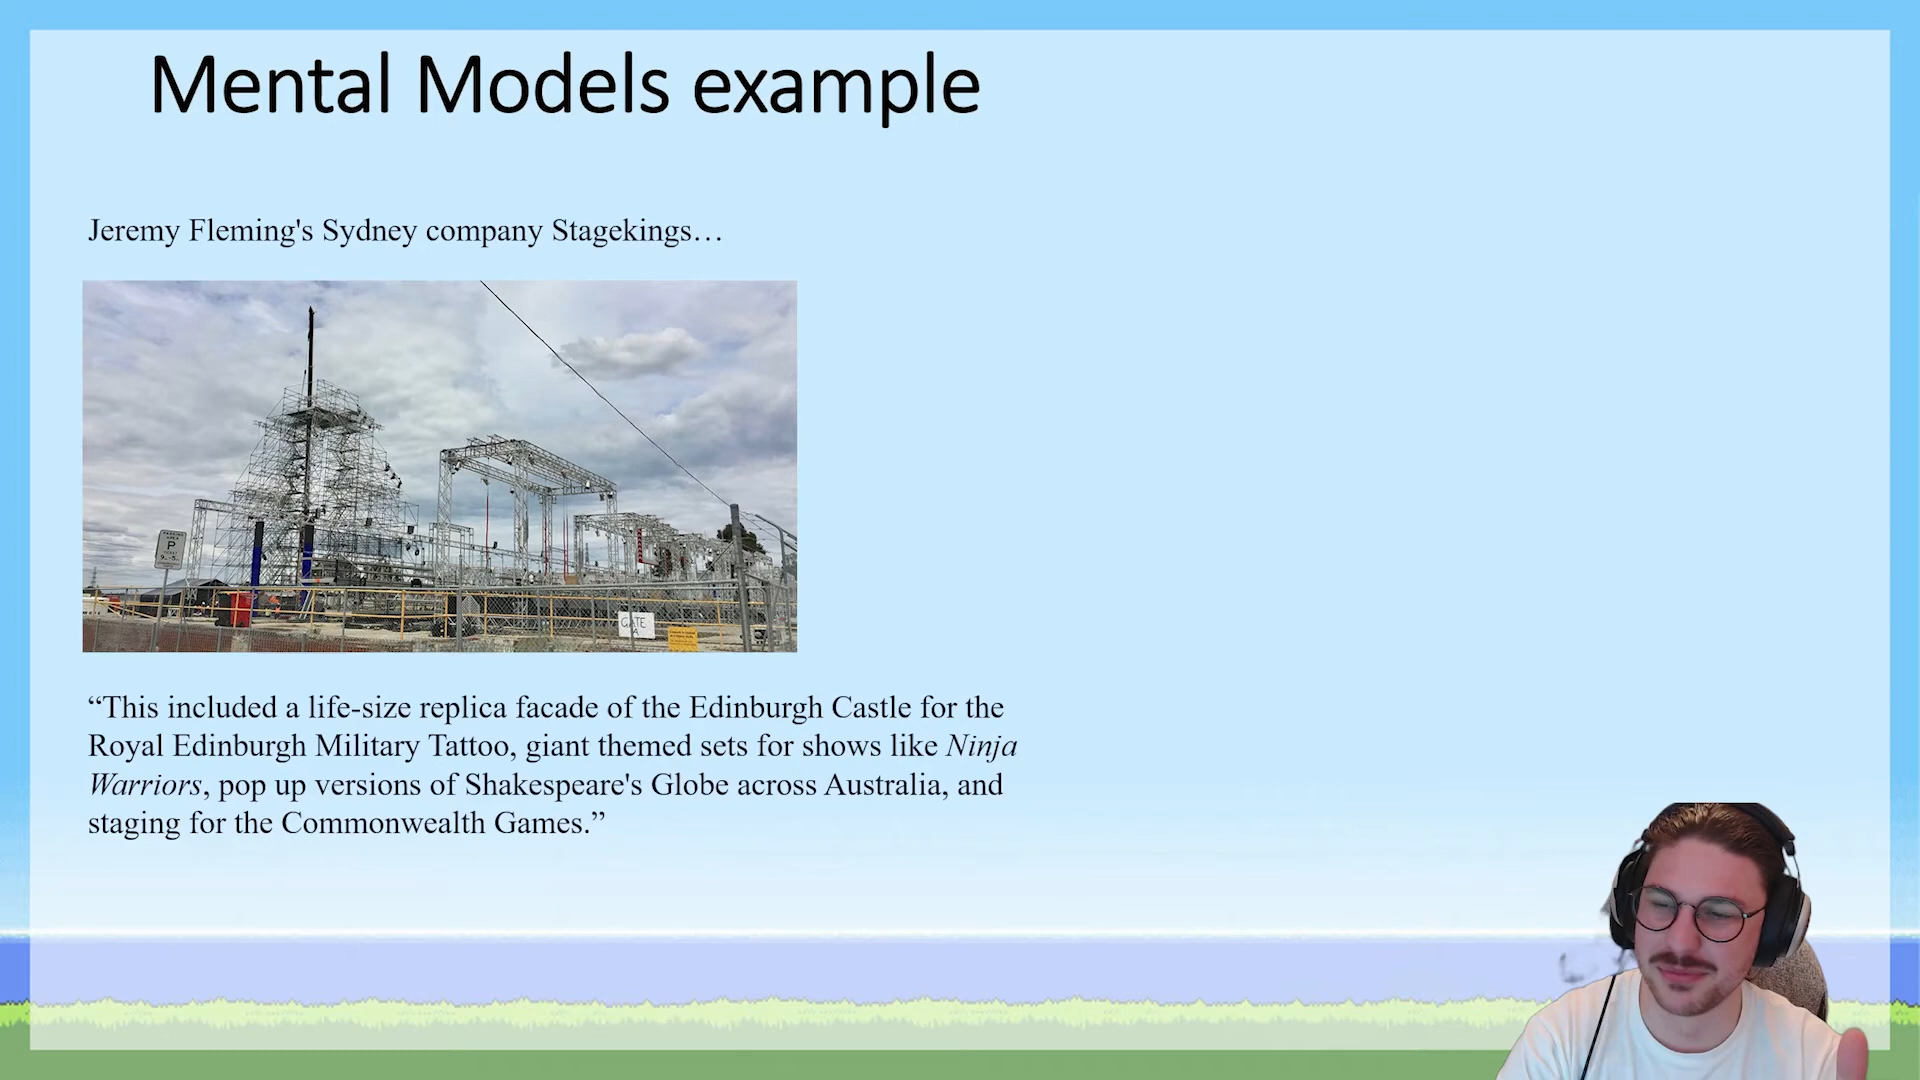 Mental Models example
Jeremy Fleming's Sydney company Stagekings…
P
GATE
A
“This included a life-size replica facade of the Edinburgh Castle for the
Royal Edinburgh Military Tattoo, giant themed sets for shows like Ninja
Warriors, pop up versions of Shakespeare's Globe across Australia, and
staging for the Commonwealth Games.”